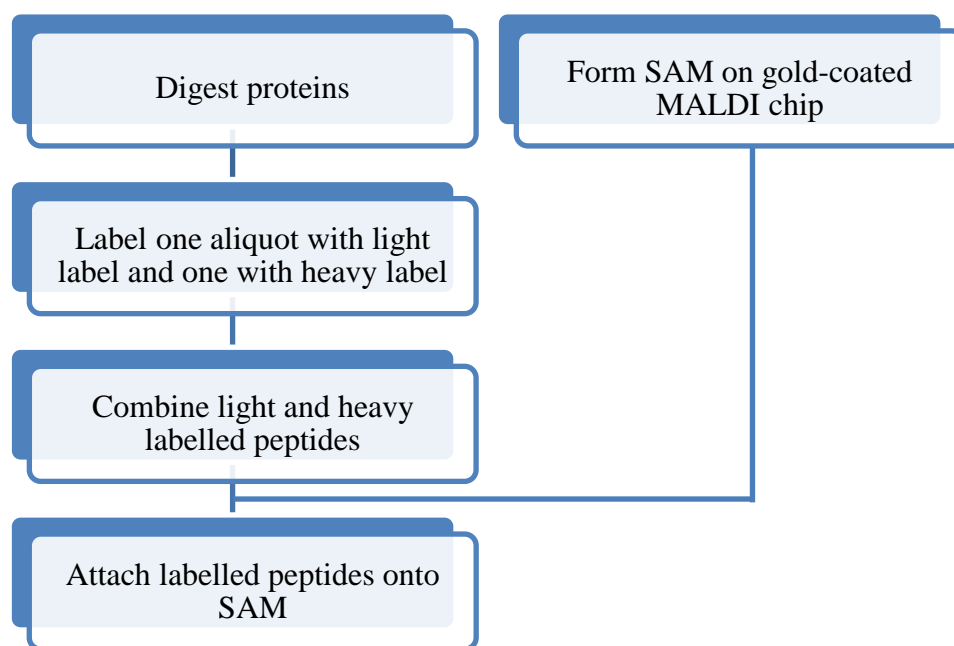 Digest proteins
Form SAM on gold-coated
MALDI chip
Label one aliquot with light
label and one with heavy label
Combine light and heavy
labelled peptides
Attach labelled peptides onto
SAM